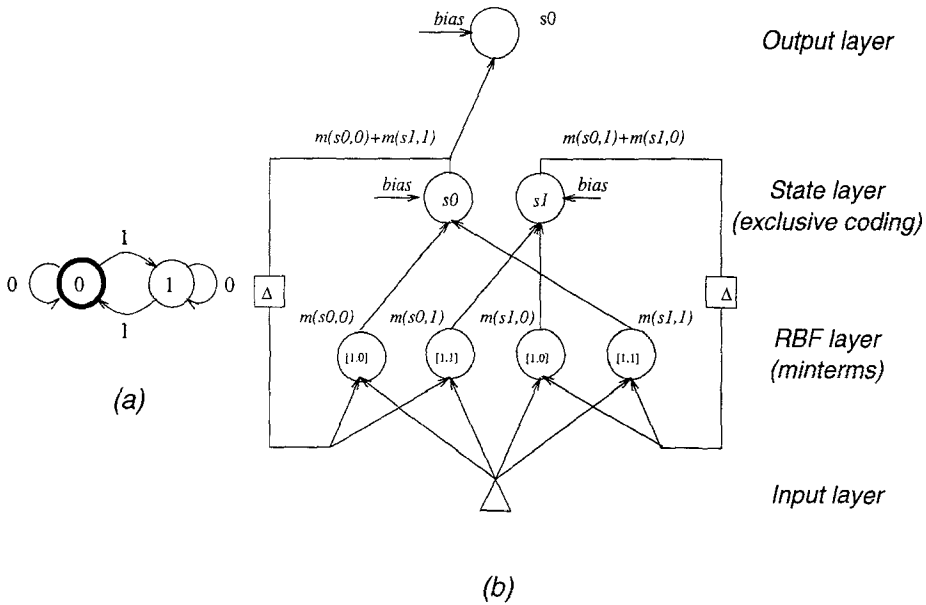 bias
s0
Output layer
m(s0,0)+m(s1,1)
m(s0,1)+m(s1,0)
bias
s0
s1
bias
State layer
(exclusive coding)
1
0
0
1
0
1
Δ
Δ
m(s0,0)
m(s0,1)
m(s1,0)
m(s1,1)
[1.0]
[1,1]
[1.0]
[1,1]
RBF layer
(minterms)
(a)
Input layer
(b)